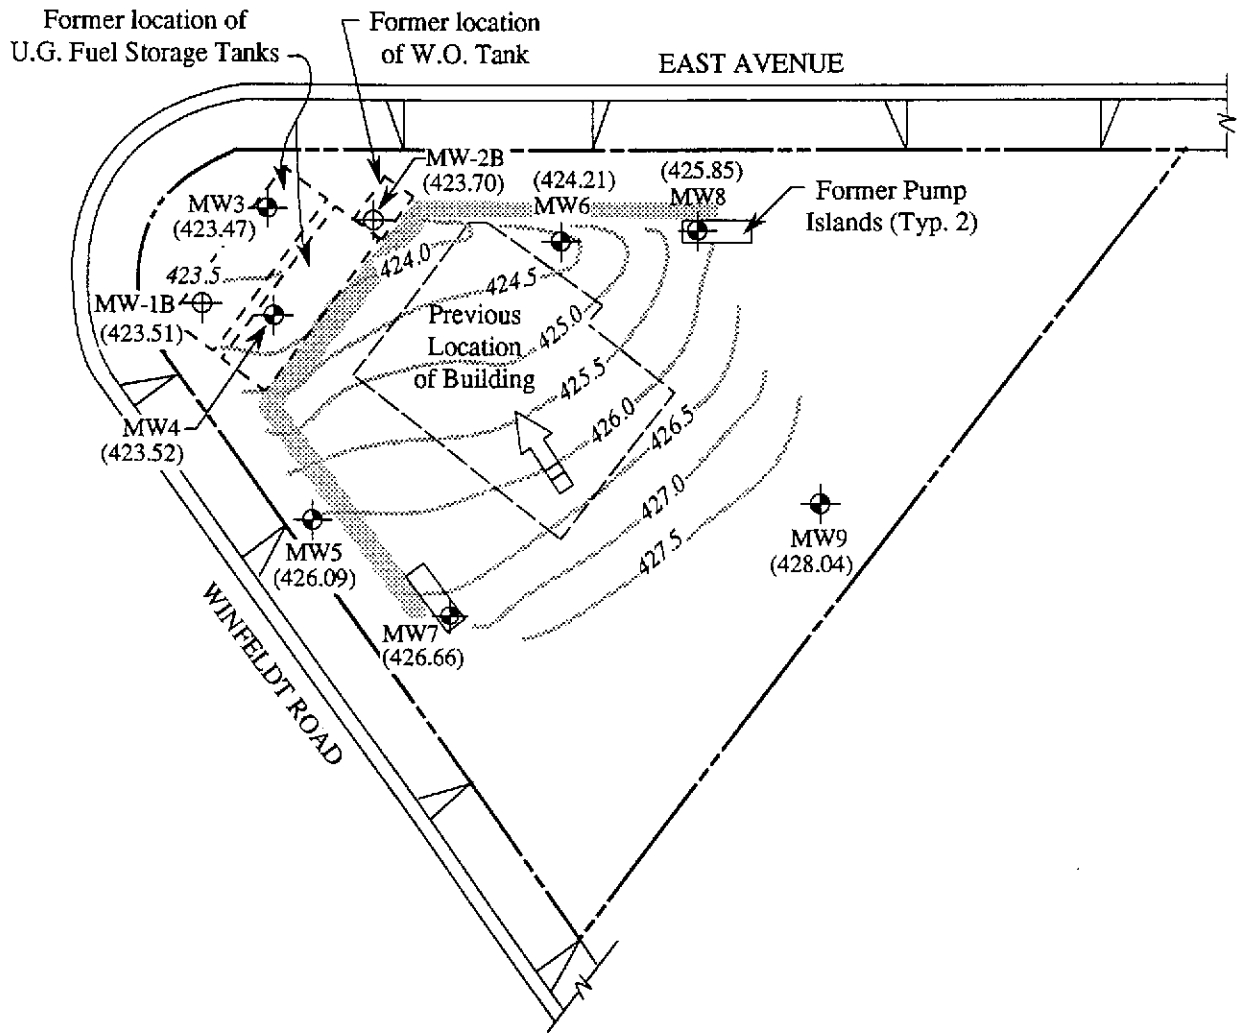 Former location of
U.G. Fuel Storage Tanks
Former location
of W.O. Tank
EAST AVENUE
MW-2B
(423.70)
(424.21)
MW6
(425.85)
MW8
Former Pump
Islands (Typ. 2)
MW3
(423.47)
424.0
423.5
424.5
MW-1B
(423.51)
Previous
Location
of Building
425.0
425.5
MW4
(423.52)
426.0
426.5
427.0
427.5
MW5
(426.09)
MW9
(428.04)
MW7
(426.66)
WINFELDT ROAD
N
N